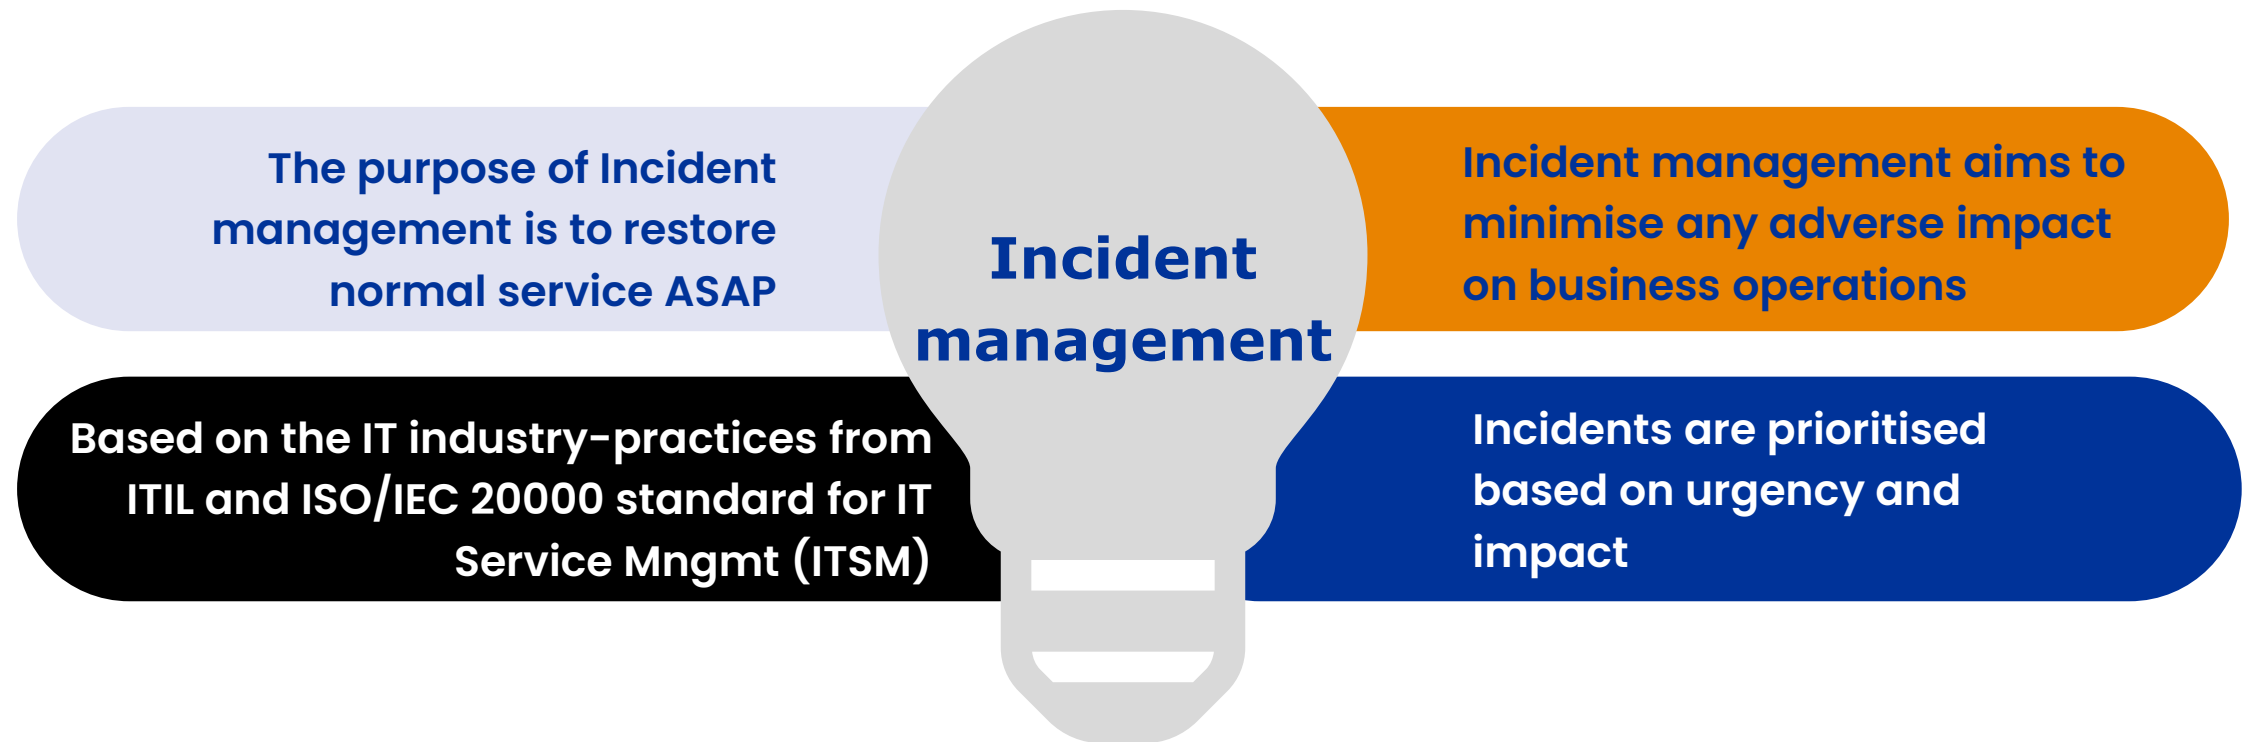 The purpose of Incident
management is to restore
normal service ASAP
Incident
management
Incident management aims to
minimise any adverse impact
on business operations
Based on the IT industry-practices from
ITIL and ISO/IEC 20000 standard for IT
Service Mngmt (ITSM)
Incidents are prioritised
based on urgency and
impact